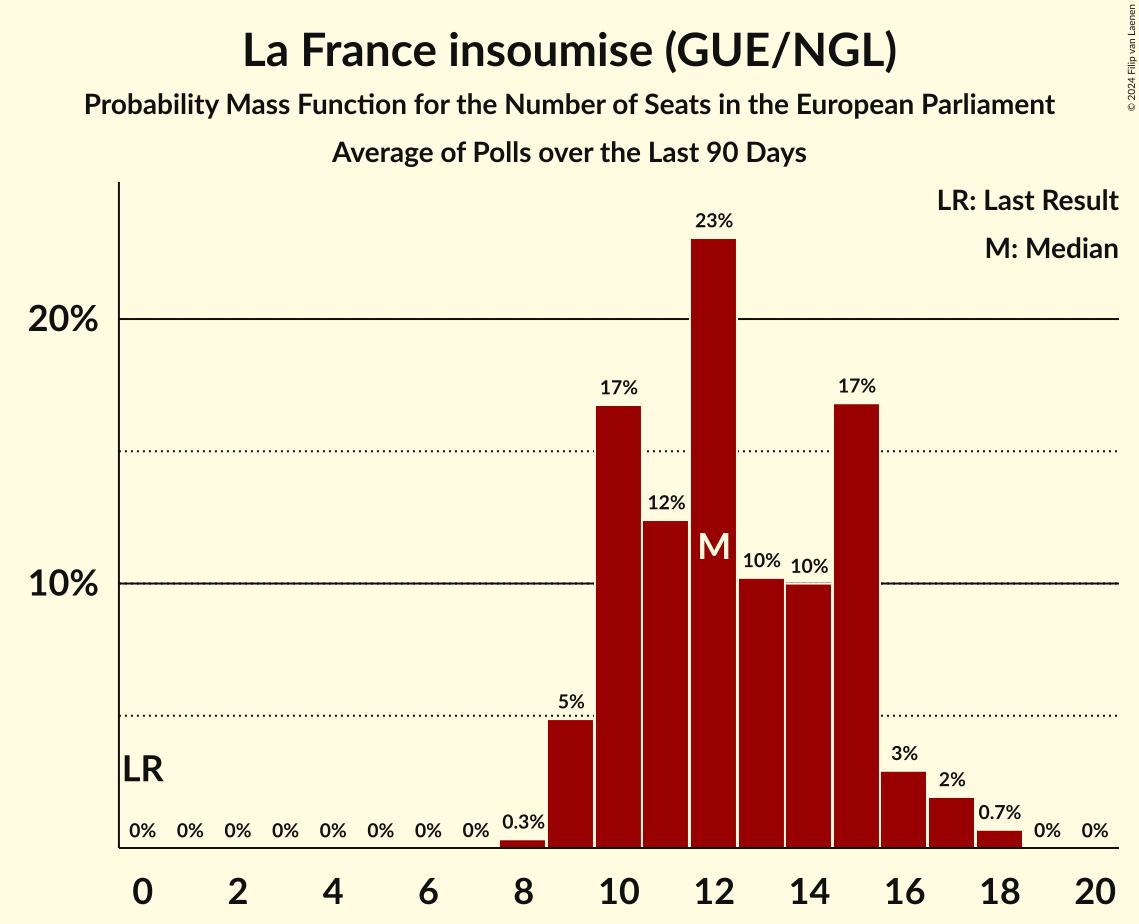 La France insoumise (GUE/NGL)
Probability Mass Function for the Number of Seats in the European Parliament
Average of Polls over the Last 90 Days
© 2024 Filip van Laenen
LR: Last Result
M: Median
23%
20%
17%
17%
12%
M
10%
10%
10%
5%
LR
3%
2%
0% 0% 0% 0% 0% 0% 0% 0% 0.3% 0.7% 0% 0%
0 2 4 6 8 10 12 14 16 18 20